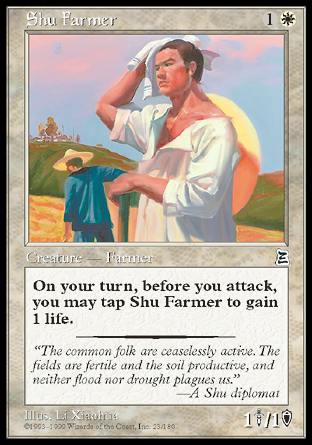 Shu Farmer 1
Creature — Farmer
On your turn, before you attack,
you may tap Shu Farmer to gain
1 life.
"The common folk are ceaselessly active. The
fields are fertile and the soil productive, and
neither flood nor drought plagues us."
—A Shu diplomat
Illus. Li Xiaohua
©1993–1999 Wizards of the Coast, Inc. 23/180
1/1